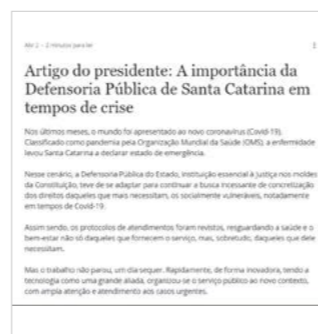 Abr 2 · 2 minutos para ler
Artigo do presidente: A importância da
Defensoria Pública de Santa Catarina em
tempos de crise
Nos últimos meses, o mundo foi apresentado ao novo coronavírus (Covid-19).
Classificado como pandemia pela Organização Mundial da Saúde (OMS), a enfermidade
levou Santa Catarina a declarar estado de emergência.
Nesse cenário, a Defensoria Pública do Estado, instituição essencial à Justiça nos moldes
da Constituição, teve de se adaptar para continuar a busca incessante de concretização
dos direitos daqueles que mais necessitam, os socialmente vulneráveis, notadamente
em tempos de Covid-19.
Assim sendo, os protocolos de atendimentos foram revistos, resguardando a saúde e o
bem-estar não só daqueles que fornecem o serviço, mas, sobretudo, daqueles que dele
necessitam.
Mas o trabalho não parou, um dia sequer. Rapidamente, de forma inovadora, tendo a
tecnologia como uma grande aliada, organizou-se o serviço público ao novo contexto,
com ampla atenção e atendimento aos casos urgentes.